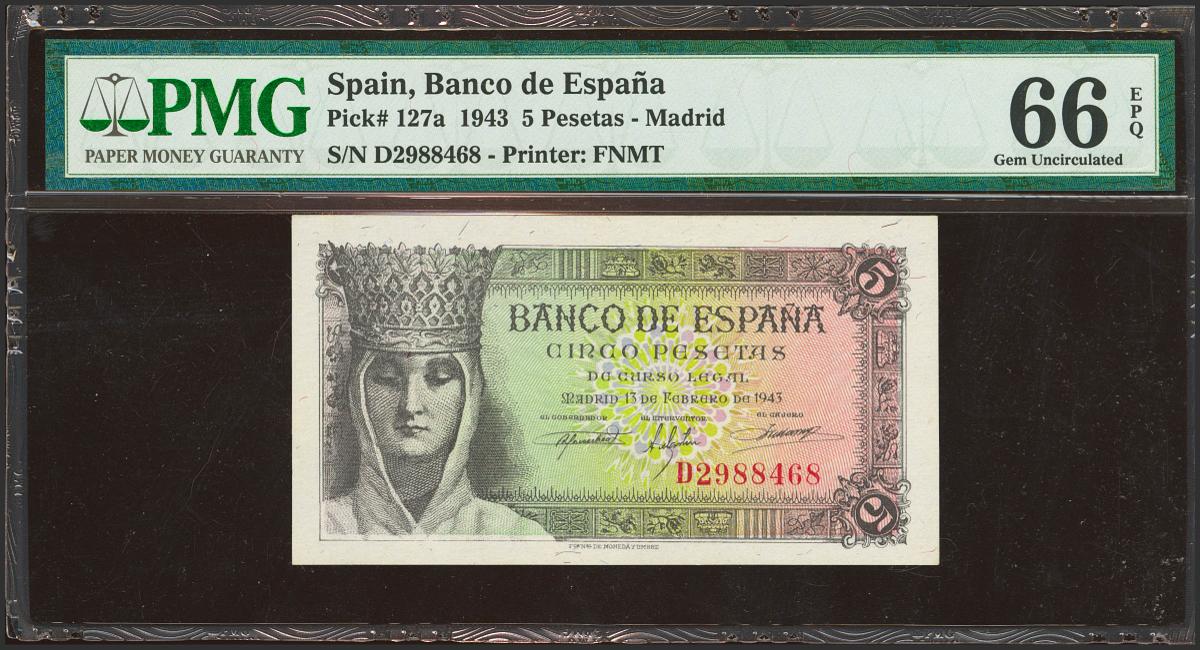 PMG
PAPER MONEY GUARANTY
Spain, Banco de España
Pick# 127a 1943 5 Pesetas - Madrid
S/N D2988468 - Printer: FNMT
66
EPQ
Gem Uncirculated
5
BANCO DE ESPAÑA
CINCO PESETAS
DE CURSO LEGAL
MADRID 13 DE FEBRERO DE 1943
EL GOBERNADOR EL INTERVENTOR EL CAJERO
D2988468
5